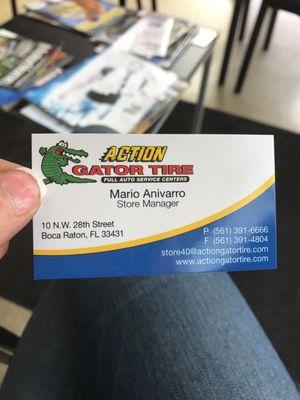 ACTION
GATOR TIRE
FULL AUTO SERVICE CENTERS
Mario Anivarro
Store Manager
10 N.W. 28th Street
Boca Raton, FL 33431
P (561) 391-6666
F (561) 391-4804
store40@actiongatortire.com
www.actiongatortire.com